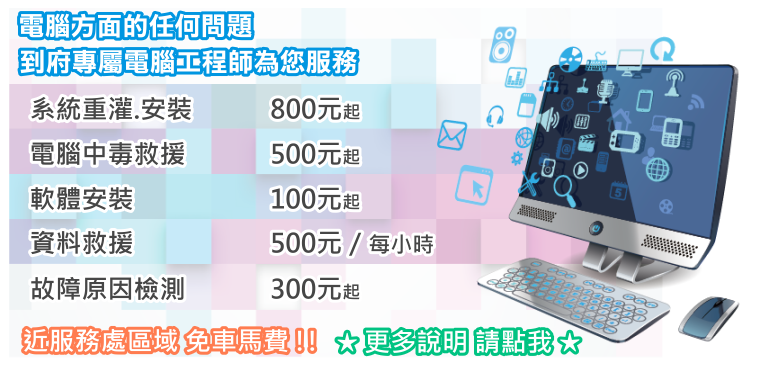 電腦方面的任何問題
到府專屬電腦工程師為您服務
系統重灌.安裝 800元起
電腦中毒救援 500元起
軟體安裝 100元起
資料救援 500元 / 每小時
故障原因檢測 300元起
近服務處區域 免車馬費!! ★ 更多說明 請點我 ★